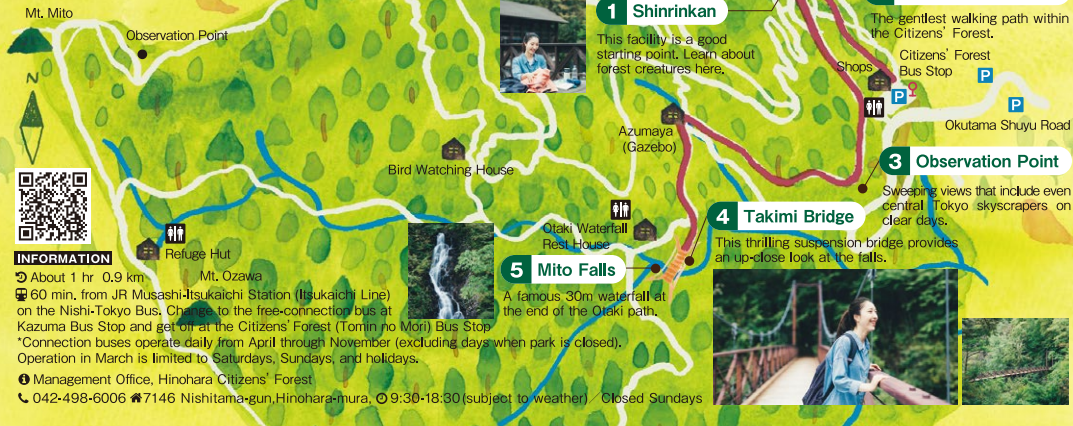 Mt. Mito
Observation Point
N
1 Shinrinkan
This facility is a good
starting point. Learn about
forest creatures here.
The gentlest walking path within
the Citizens' Forest.
Shops
Citizens' Forest
Bus Stop
P
P
P
Okutama Shuyu Road
Azumaya
(Gazebo)
Bird Watching House
3 Observation Point
Sweeping views that include even
central Tokyo skyscrapers on
clear days.
4 Takimi Bridge
This thrilling suspension bridge provides
an up-close look at the falls.
Otaki Waterfall
Rest House
5 Mito Falls
A famous 30m waterfall at
the end of the Otaki path.
Refuge Hut
Mt. Ozawa
INFORMATION
About 1 hr 0.9 km
60 min. from JR Musashi-Itsukaichi Station (Itsukaichi Line)
on the Nishi-Tokyo Bus. Change to the free-connection bus at
Kazuma Bus Stop and get off at the Citizens' Forest (Tomin no Mori) Bus Stop
*Connection buses operate daily from April through November (excluding days when park is closed).
Operation in March is limited to Saturdays, Sundays, and holidays.
Management Office, Hinohara Citizens' Forest
042-498-6006 7146 Nishitama-gun,Hinohara-mura, 9:30-18:30(subject to weather)／Closed Sundays